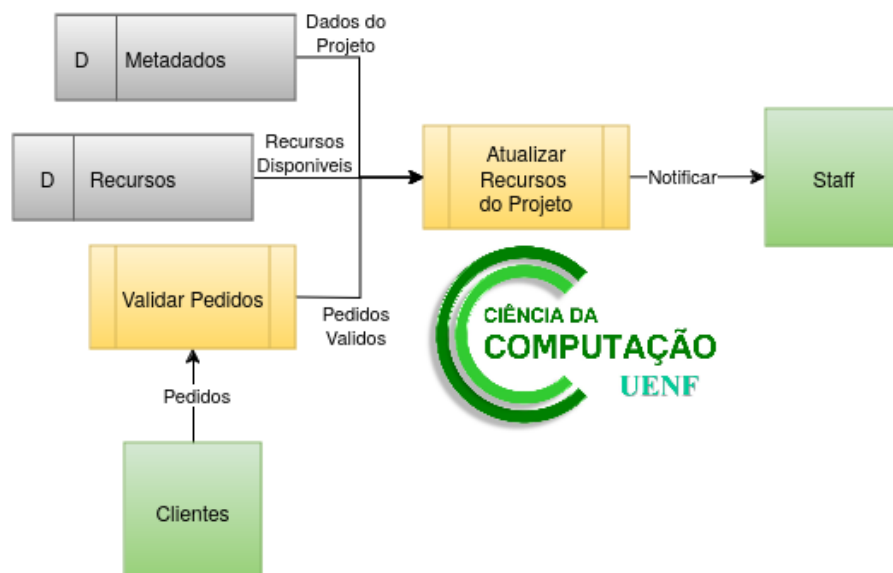 Dados do
Projeto
D
Metadados
Recursos
Disponiveis
D
Recursos
Atualizar
Recursos
do Projeto
Notificar
Staff
Validar Pedidos
Pedidos
Validos
CIÊNCIA DA
COMPUTAÇÃO
UENF
Pedidos
Clientes